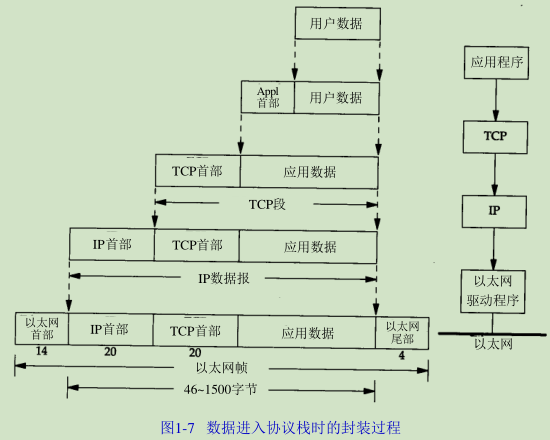 用户数据
应用程序
Appl
首部
用户数据
TCP
TCP首部
应用数据
TCP段
IP
IP首部
TCP首部
应用数据
IP数据报
以太网
驱动程序
以太网
首部
IP首部
TCP首部
应用数据
以太网
尾部
以太网
14
20
20
4
以太网帧
46~1500字节
图1-7 数据进入协议栈时的封装过程